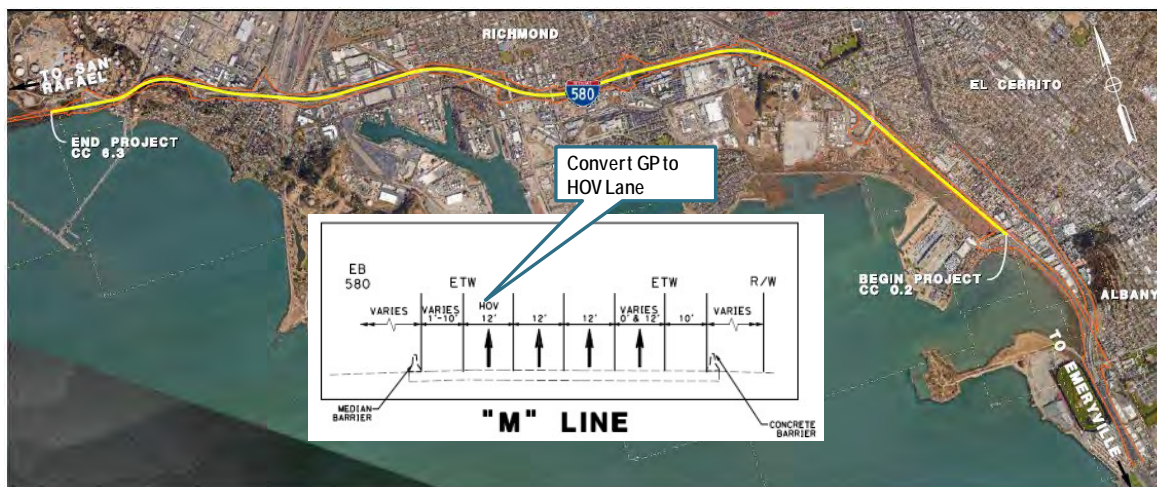 RICHMOND
TO SAN
RAFAEL
580
EL CERRITO
END PROJECT
CC 6.3
Convert GP to
HOV Lane
BEGIN PROJECT
CC 0.2
ALBANY
TO
EMERYVILLE
EB
580
ETW
ETW
R/W
VARIES
VARIES
1'-10'
HOV
12'
12'
12'
VARIES
0' & 12'
10'
VARIES
MEDIAN
BARRIER
"M" LINE
CONCRETE
BARRIER